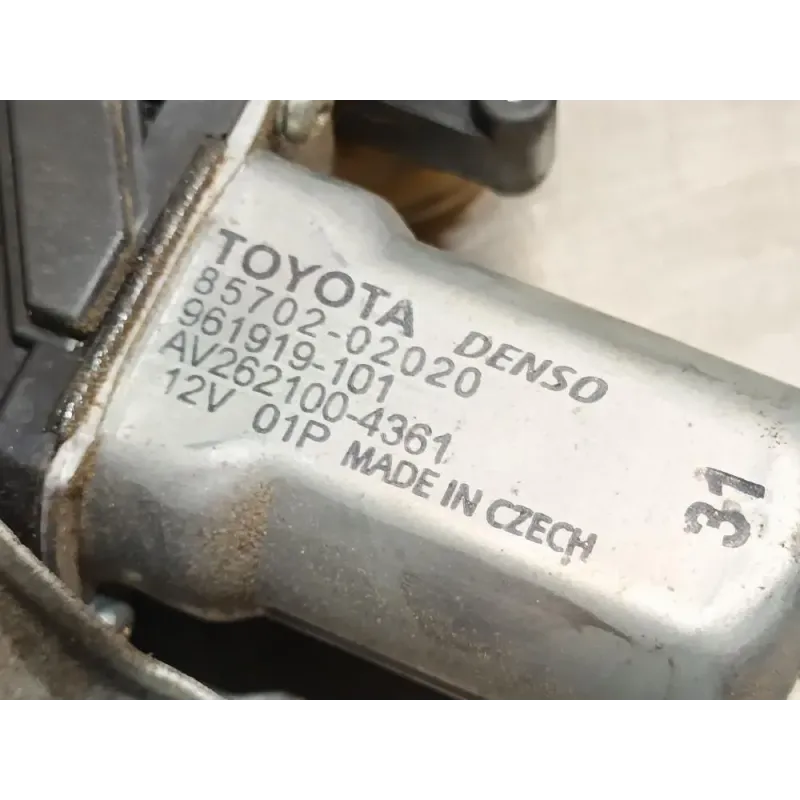 TOYOTA DENSO
85702-02020
961919-101
AV262100-4361
12V 01P MADE IN CZECH
31